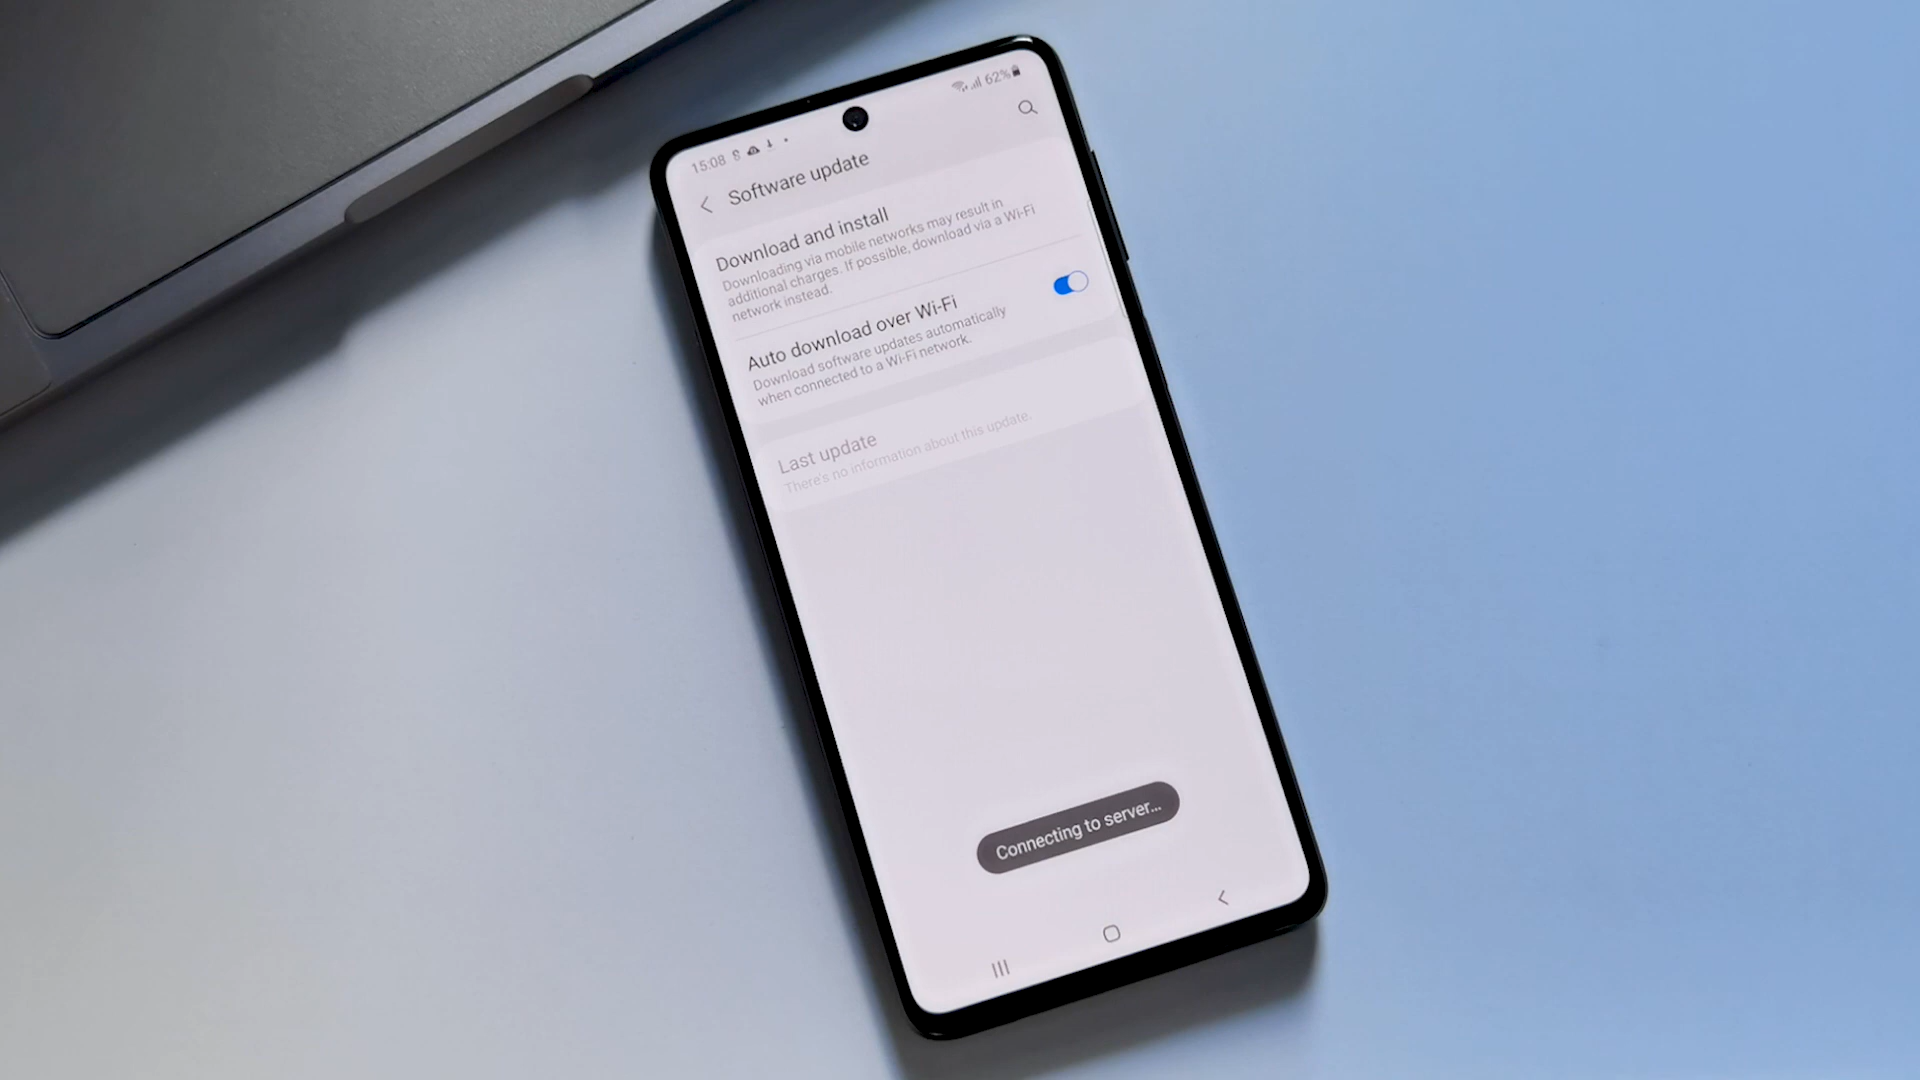 15:08
62%
Software update
Download and install
Downloading via mobile networks may result in
additional charges. If possible, download via a Wi-Fi
network instead.
Auto download over Wi-Fi
Download software updates automatically
when connected to a Wi-Fi network.
Last update
There's no information about this update.
Connecting to server...